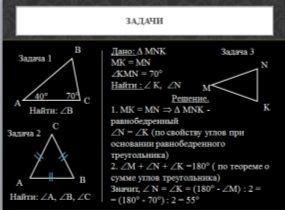 ЗАДАЧИ
Задача 1
B
40°
70°
A
C
Найти: ∠B
Задача 2
C
A
B
Найти: ∠A, ∠B, ∠C
Дано: Δ MNK
MK = MN
∠KMN = 70°
Найти : ∠ K, ∠N
Решение.
1. MK = MN ⇒ Δ MNK -
равнобедренный
∠N = ∠K (по свойству углов при
основании равнобедренного
треугольника)
2. ∠M + ∠N + ∠K =180° ( по теореме о
сумме углов треугольника)
Значит, ∠ N = ∠K = (180° - ∠M) : 2 =
= (180° - 70°) : 2 = 55°
Задача 3
N
M
K